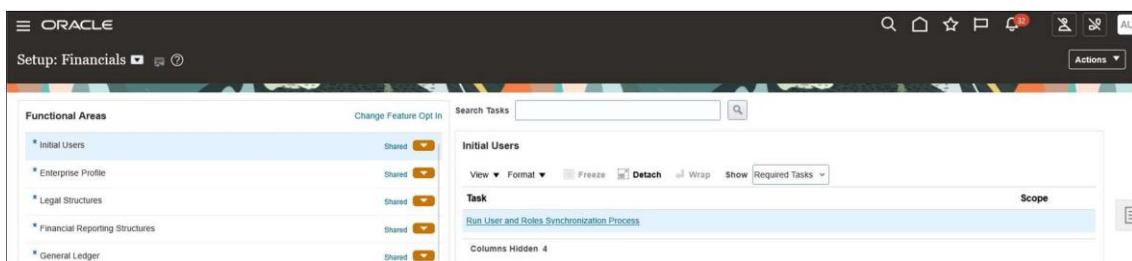 ORACLE
32
AU
Setup: Financials
Actions
Functional Areas
Change Feature Opt In
* Initial Users
Shared
* Enterprise Profile
Shared
* Legal Structures
Shared
* Financial Reporting Structures
Shared
* General Ledger
Shared
Search Tasks
Initial Users
View Format Freeze Detach Wrap Show Required Tasks
Task Scope
Run User and Roles Synchronization Process
Columns Hidden 4